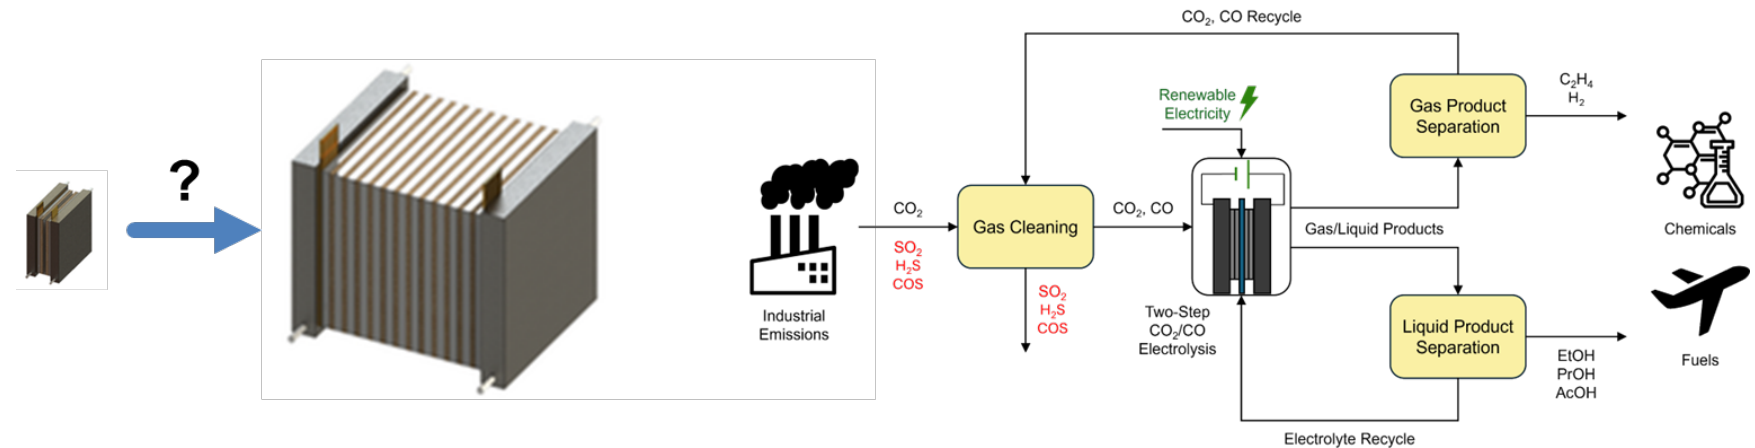 ?
Industrial
Emissions
CO₂
SO₂
H₂S
COS
Gas Cleaning
SO₂
H₂S
COS
CO₂, CO Recycle
CO₂, CO
Renewable
Electricity
Two-Step
CO₂/CO
Electrolysis
Gas/Liquid Products
Gas Product
Separation
C₂H₄
H₂
Chemicals
Liquid Product
Separation
EtOH
PrOH
AcOH
Fuels
Electrolyte Recycle